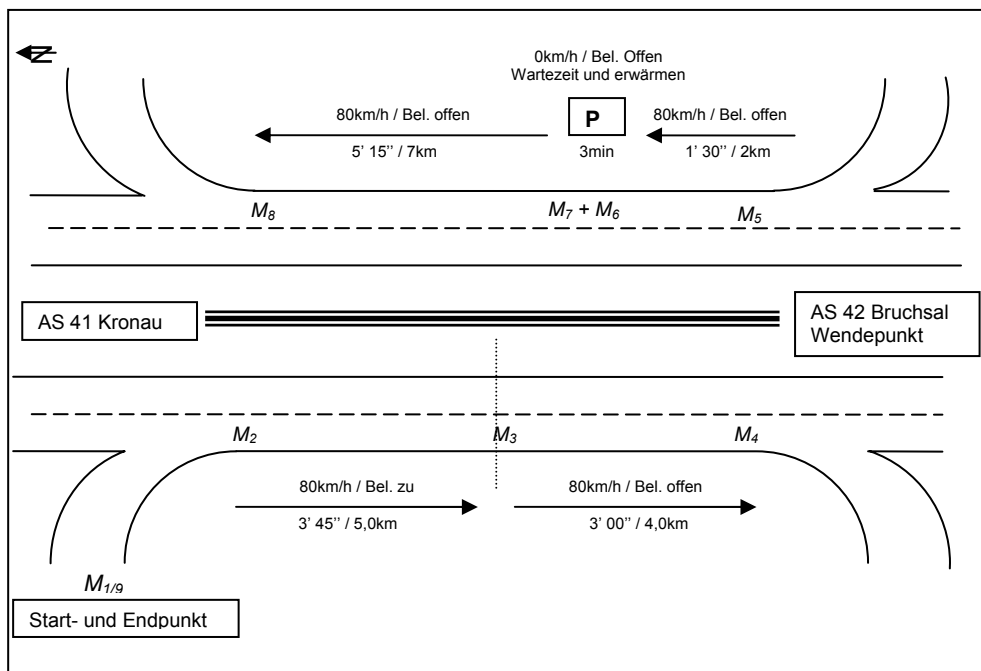 N
0km/h / Bel. Offen
Wartezeit und erwärmen
80km/h / Bel. offen
P
80km/h / Bel. offen
5' 15'' / 7km
3min
1' 30'' / 2km
M8
M7 + M6
M5
AS 41 Kronau
AS 42 Bruchsal
Wendepunkt
M2
M3
M4
80km/h / Bel. zu
80km/h / Bel. offen
3' 45'' / 5,0km
3' 00'' / 4,0km
M1/9
Start- und Endpunkt